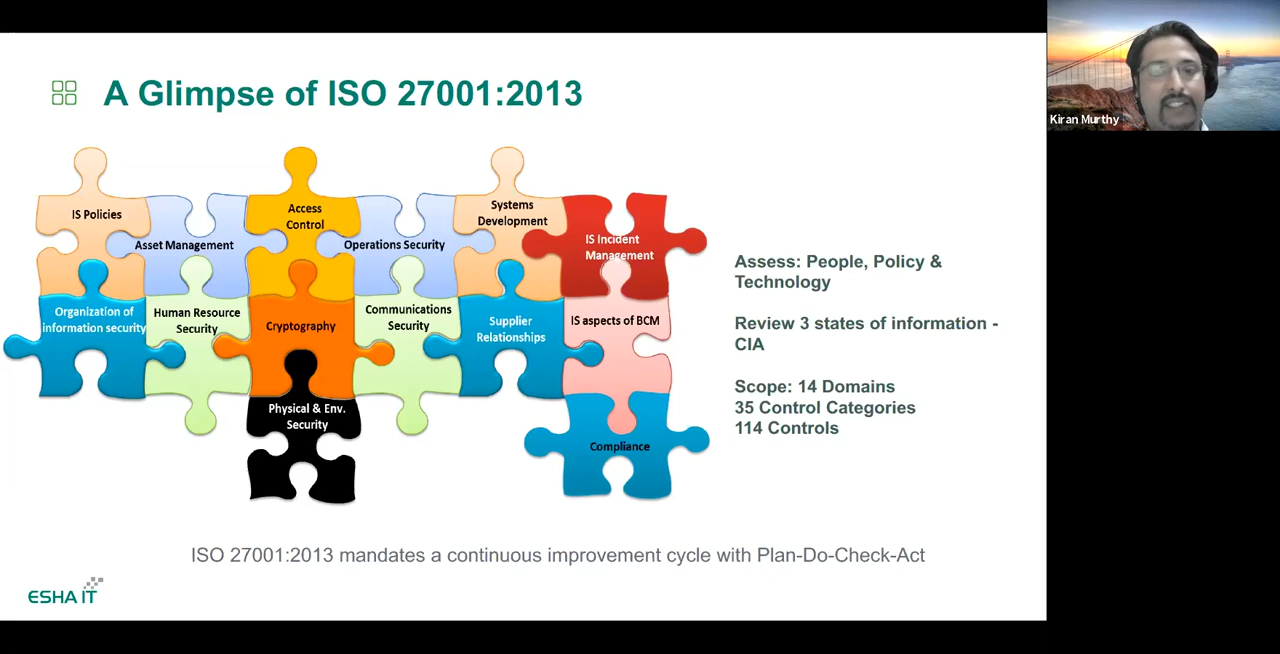 A Glimpse of ISO 27001:2013
Kiran Murthy
IS Policies
Asset Management
Access
Control
Operations Security
Systems
Development
IS Incident
Management
Organization of
information security
Human Resource
Security
Cryptography
Communications
Security
Supplier
Relationships
IS aspects of BCM
Physical & Env.
Security
Compliance
Assess: People, Policy &
Technology
Review 3 states of information -
CIA
Scope: 14 Domains
35 Control Categories
114 Controls
ISO 27001:2013 mandates a continuous improvement cycle with Plan-Do-Check-Act
ESHA IT